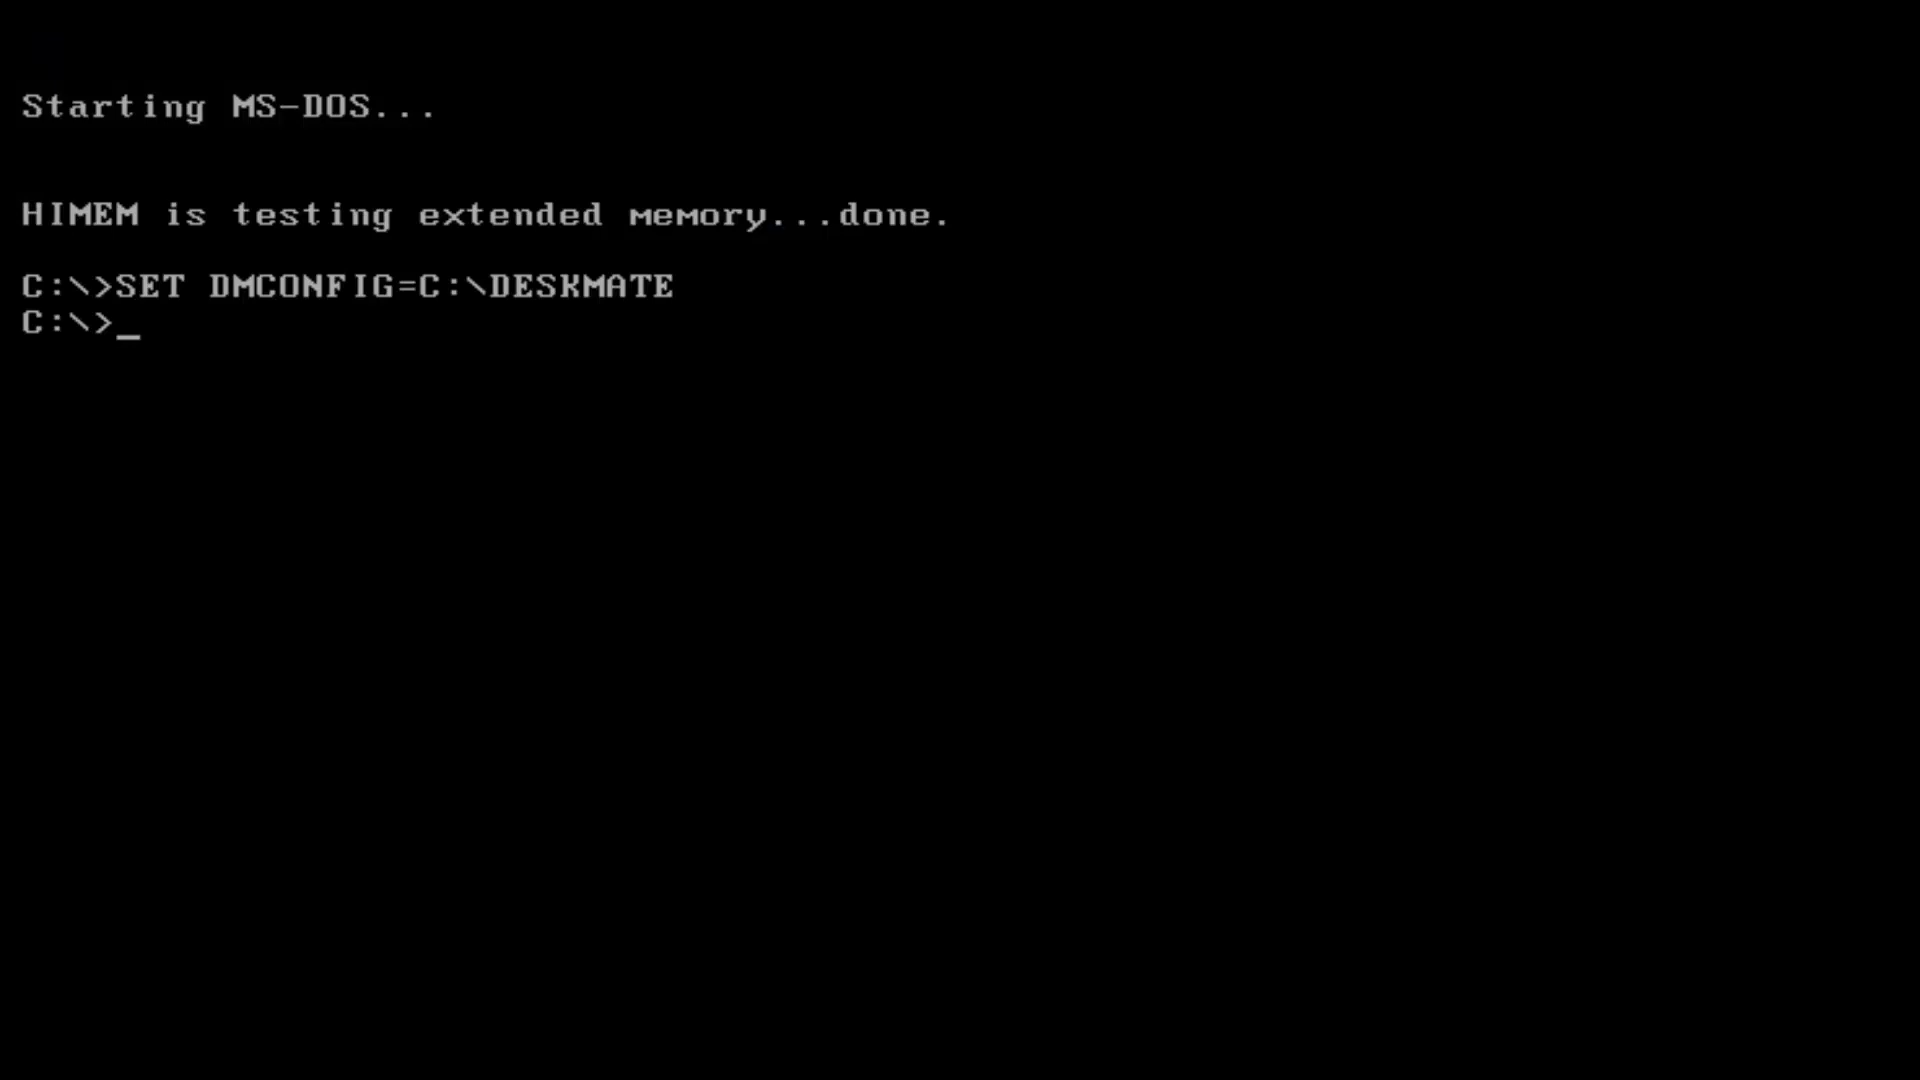 Starting MS-DOS...
HIMEM is testing extended memory...done.
C:\>SET DMCONFIG=C:\DESKMATE
C:\>_